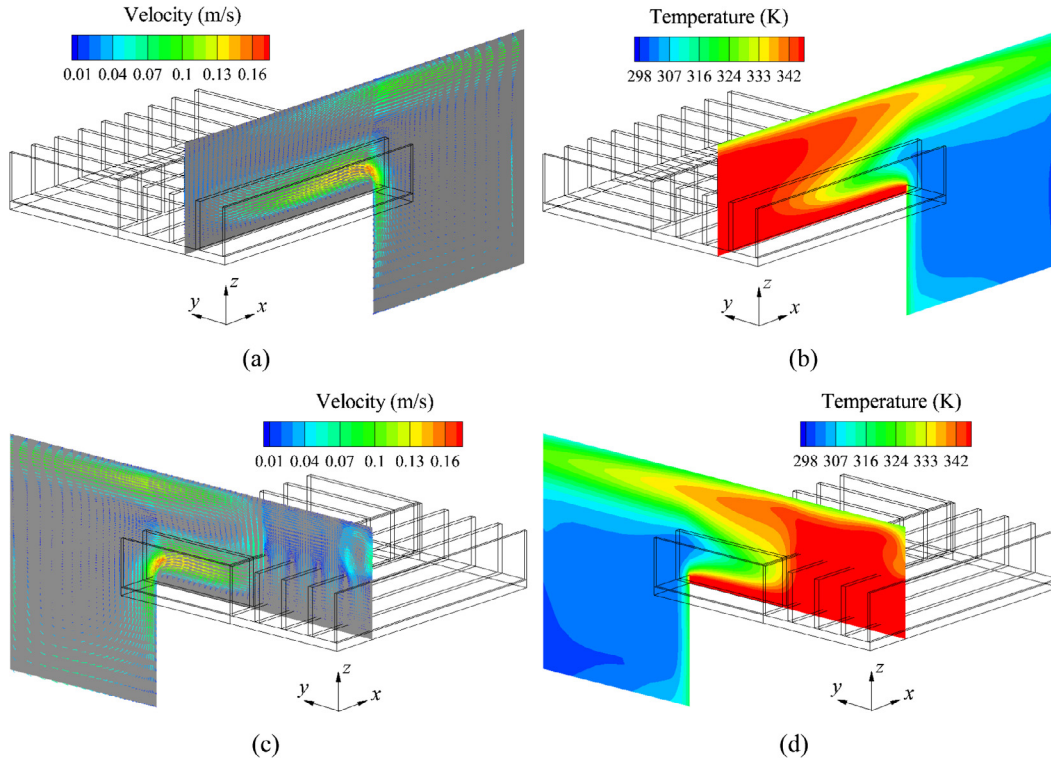 Velocity (m/s)
0.01 0.04 0.07 0.1 0.13 0.16
z
y
x
(a)
Temperature (K)
298 307 316 324 333 342
z
y
x
(b)
Velocity (m/s)
0.01 0.04 0.07 0.1 0.13 0.16
z
y
x
(c)
Temperature (K)
298 307 316 324 333 342
z
y
x
(d)